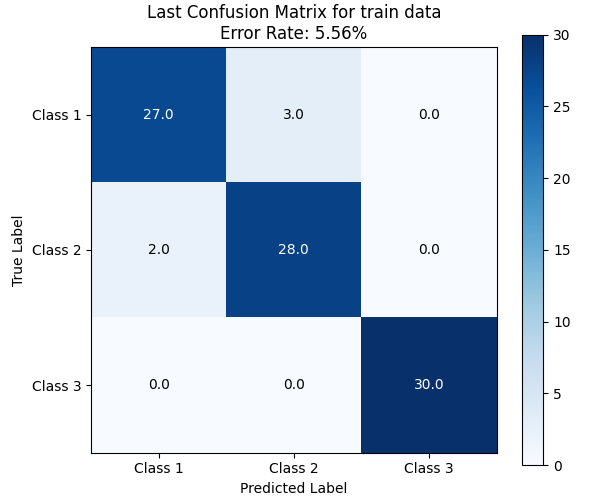 Last Confusion Matrix for train data
Error Rate: 5.56%
30
25
20
15
10
5
0
True Label
Class 1
27.0 3.0 0.0
Class 2
2.0 28.0 0.0
Class 3
0.0 0.0 30.0
Class 1 Class 2 Class 3
Predicted Label